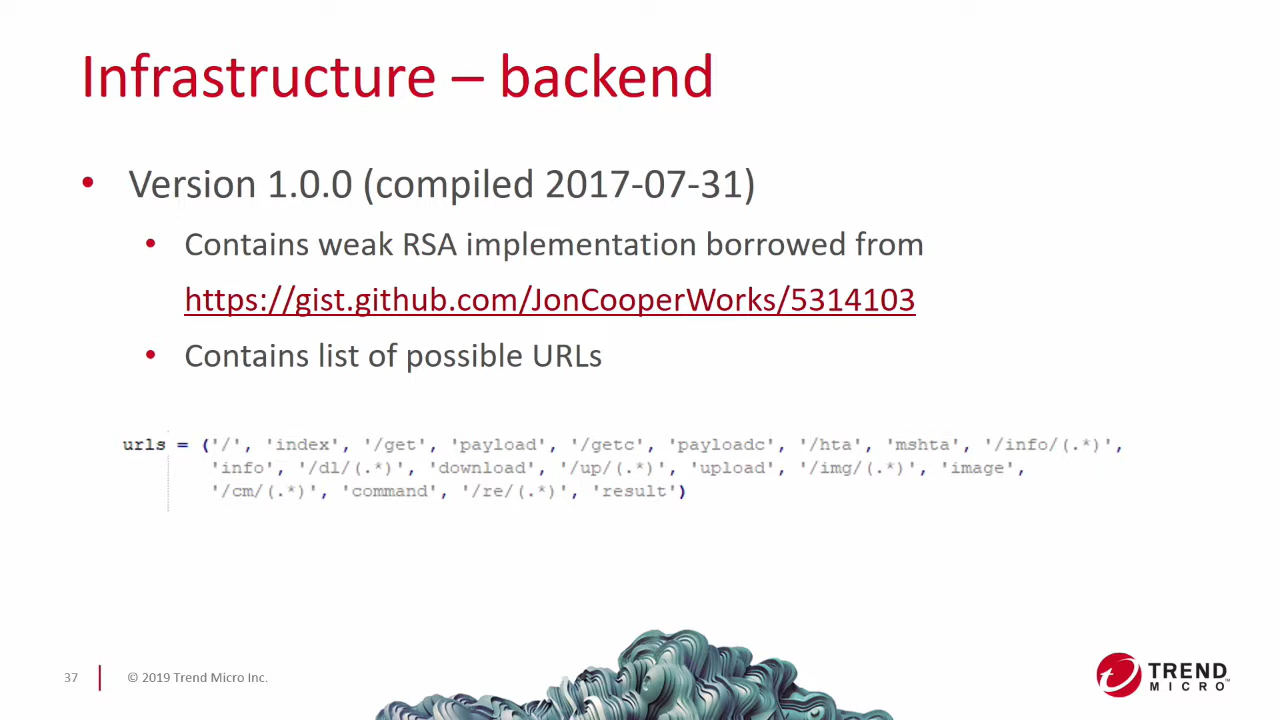 Infrastructure – backend
• Version 1.0.0 (compiled 2017-07-31)
• Contains weak RSA implementation borrowed from
https://gist.github.com/JonCooperWorks/5314103
• Contains list of possible URLs
urls = ('/', 'index', '/get', 'payload', '/getc', 'payloadc', '/hta', 'mshta', '/info/(.*)',
'info', '/dl/(.*)', 'download', '/up/(.*)', 'upload', '/img/(.*)', 'image',
'/cm/(.*)', 'command', '/re/(.*)', 'result')
37
© 2019 Trend Micro Inc.
TREND
MICRO™